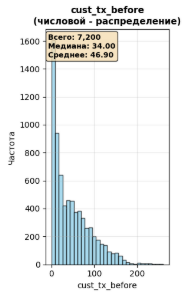 cust_tx_before
(числовой - распределение)
Всего: 7,200
Медиана: 34.00
Среднее: 46.90
Частота
1600
1400
1200
1000
800
600
400
200
0
0 100 200
cust_tx_before